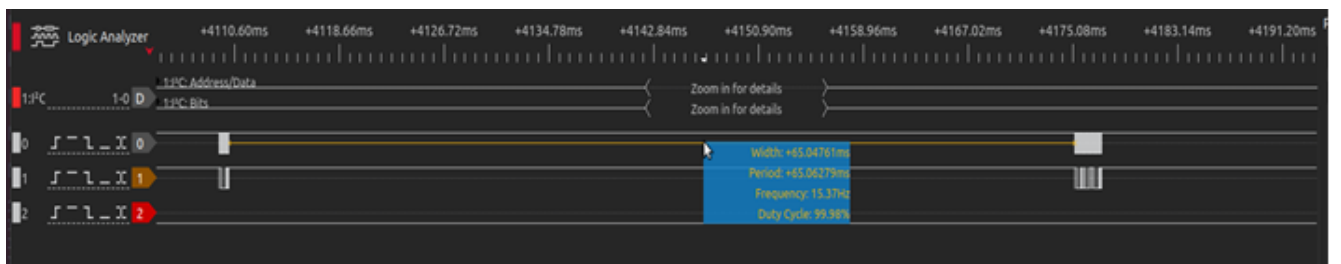 Logic Analyzer +4110.60ms +4118.66ms +4126.72ms +4134.78ms +4142.84ms +4150.90ms +4158.96ms +4167.02ms +4175.08ms +4183.14ms +4191.20ms
1:I²C: Address/Data
Zoom in for details
1:I²C 1-0 D
1:I²C: Bits
Zoom in for details
0 0
Width: +65.04761ms
1 1
Period: +65.06279ms
Frequency: 15.37Hz
2 2
Duty Cycle: 99.98%